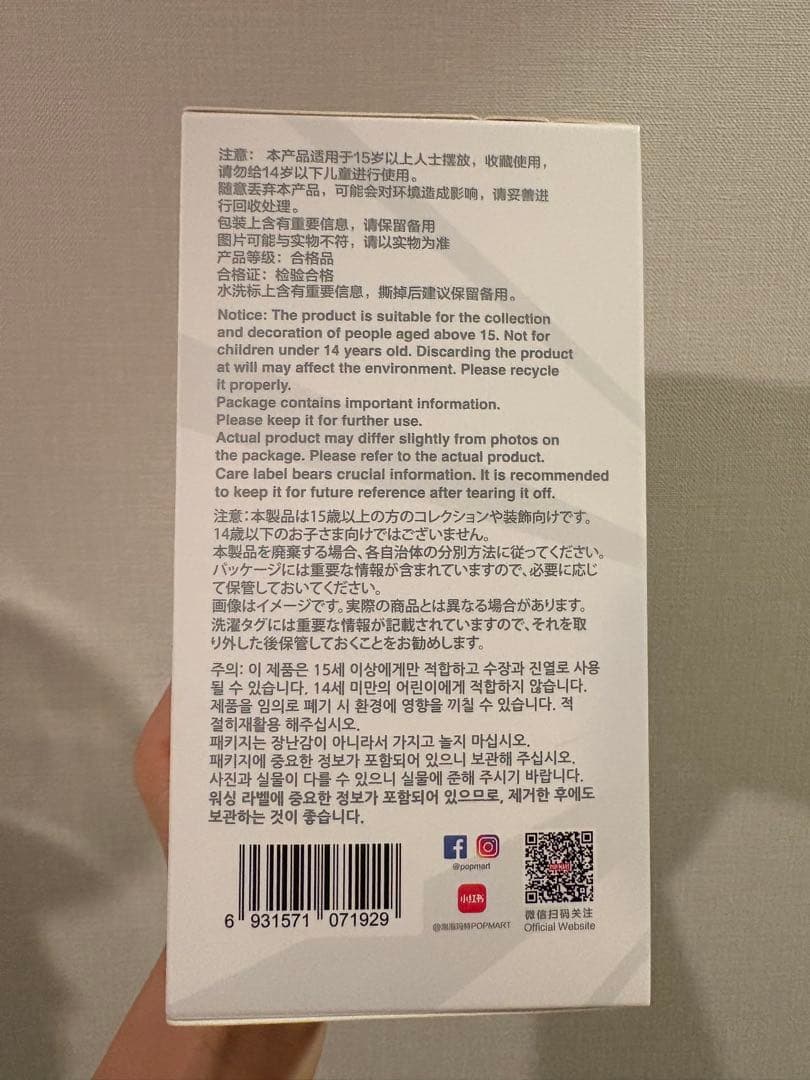 注意： 本产品适用于15岁以上人士摆放，收藏使用，
请勿给14岁以下儿童进行使用。
随意丢弃本产品，可能会对环境造成影响，请妥善进
行回收处理。
包装上含有重要信息，请保留备用
图片可能与实物不符，请以实物为准
产品等级：合格品
合格证：检验合格
水洗标上含有重要信息，撕掉后建议保留备用。
Notice: The product is suitable for the collection
and decoration of people aged above 15. Not for
children under 14 years old. Discarding the product
at will may affect the environment. Please recycle
it properly.
Package contains important information.
Please keep it for further use.
Actual product may differ slightly from photos on
the package. Please refer to the actual product.
Care label bears crucial information. It is recommended
to keep it for future reference after tearing it off.
注意：本製品は15歳以上の方のコレクションや装飾向けです。
14歳以下のお子さま向けではございません。
本製品を廃棄する場合、各自治体の分別方法に従ってください。
パッケージには重要な情報が含まれていますので、必要に応じ
て保管しておいてください。
画像はイメージです。実際の商品とは異なる場合があります。
洗濯タグには重要な情報が記載されていますので、それを取
り外した後保管しておくことをお勧めします。
주의: 이 제품은 15세 이상에게만 적합하고 수장과 진열로 사용
될 수 있습니다. 14세 미만의 어린이에게 적합하지 않습니다.
제품을 임의로 폐기 시 환경에 영향을 끼칠 수 있습니다. 적
절히재활용 해주십시오.
패키지는 장난감이 아니라서 가지고 놀지 마십시오.
패키지에 중요한 정보가 포함되어 있으니 보관해 주십시오.
사진과 실물이 다를 수 있으니 실물에 준해 주시기 바랍니다.
워싱 라벨에 중요한 정보가 포함되어 있으므로, 제거한 후에도
보관하는 것이 좋습니다.
6 931571 071929
@popmart
小红书
@泡泡玛特POPMART
POP MART
微信扫码关注
Official Website